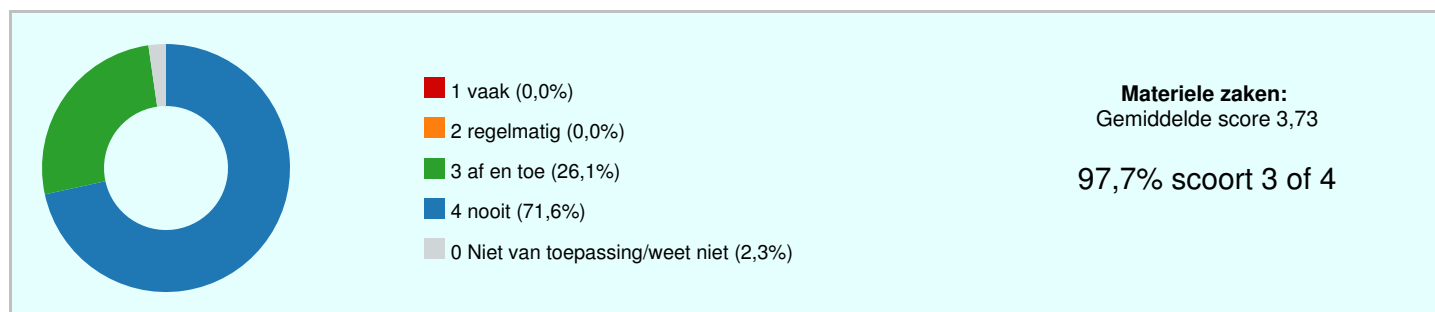 1 vaak (0,0%)
2 regelmatig (0,0%)
3 af en toe (26,1%)
4 nooit (71,6%)
0 Niet van toepassing/weet niet (2,3%)
Materiele zaken:
Gemiddelde score 3,73
97,7% scoort 3 of 4